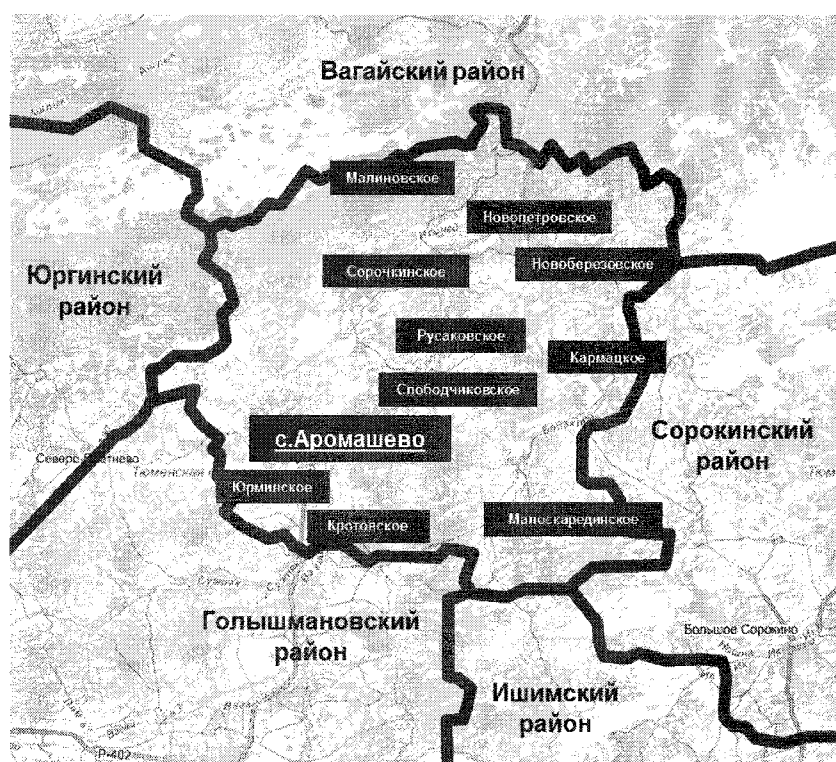 Вагайский район
Малиновское
Новопетровское
Юргинский
район
Сорочкинское
Новоберезовское
Русаковское
Кармацкое
Слободчиковское
с.Аромашево
Сорокинский
район
Юрминское
Малоскарединское
Кротовское
Голышмановский
район
Большое Сорокино
Ишимский
район
Р-402